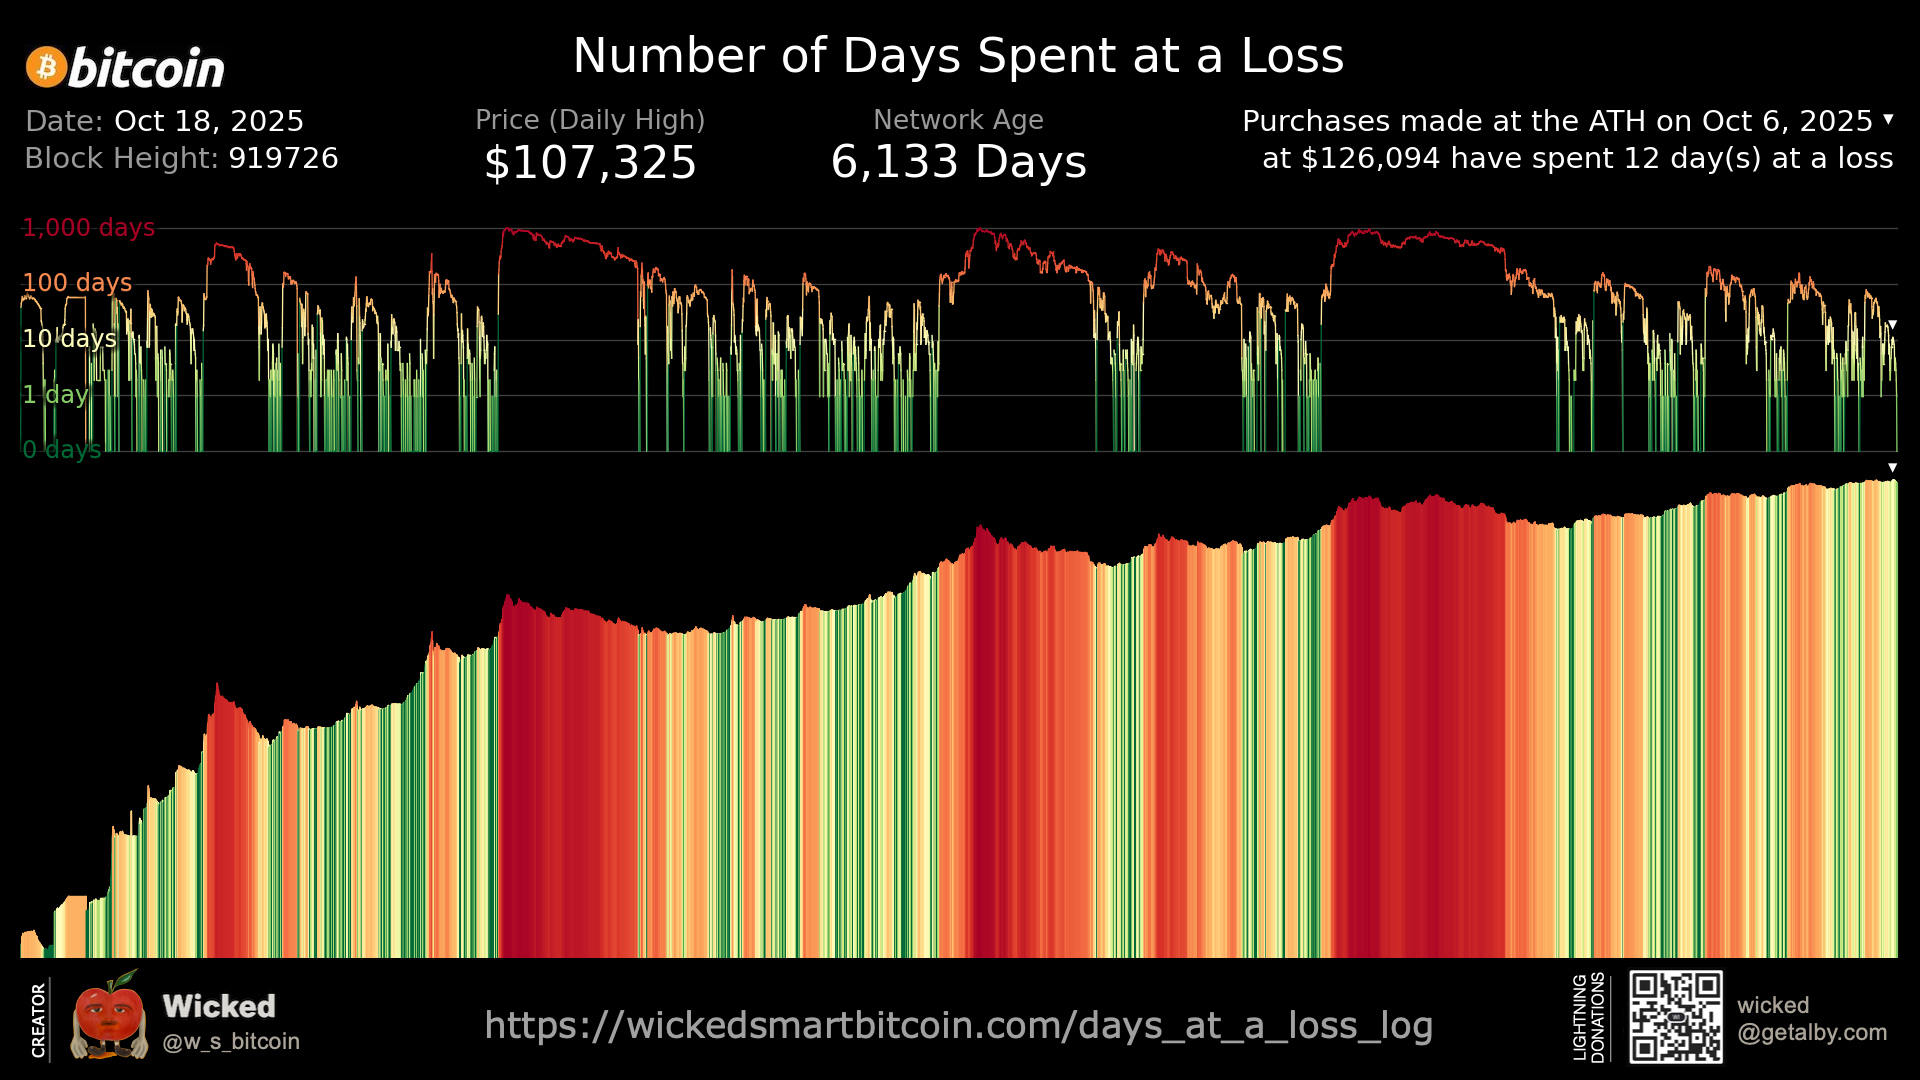 bitcoin
Number of Days Spent at a Loss
Date: Oct 18, 2025
Block Height: 919726
Price (Daily High)
$107,325
Network Age
6,133 Days
Purchases made at the ATH on Oct 6, 2025 ▾
at $126,094 have spent 12 day(s) at a loss
1,000 days
100 days
10 days
1 day
0 days
CREATOR
Wicked
@w_s_bitcoin
https://wickedsmartbitcoin.com/days_at_a_loss_log
LIGHTNING
DONATIONS
wicked
@getalby.com